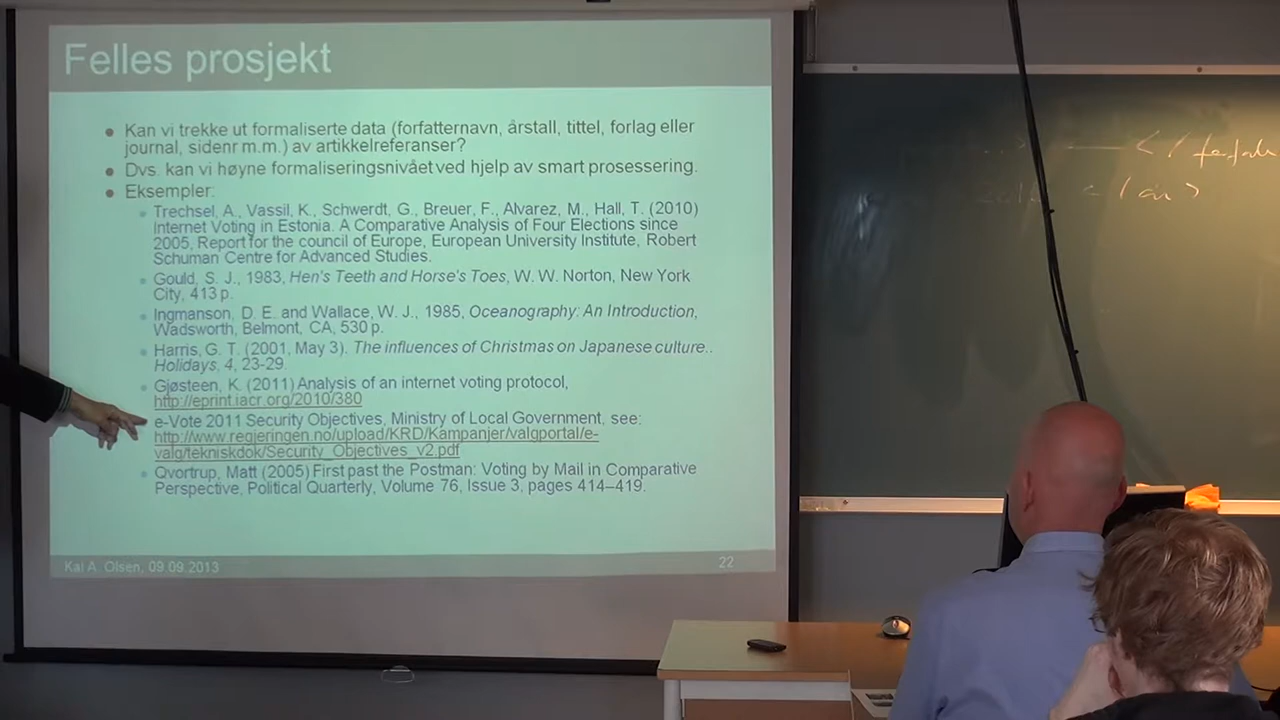 Felles prosjekt
Kan vi trekke ut formaliserte data (forfatternavn, årstall, tittel, forlag eller
journal, sidenr m.m.) av artikkelreferanser?
Dvs. kan vi høyne formaliseringsnivået ved hjelp av smart prosessering.
Eksempler:
Trechsel, A., Vassil, K., Schwerdt, G., Breuer, F., Alvarez, M., Hall, T. (2010)
Internet Voting in Estonia. A Comparative Analysis of Four Elections since
2005, Report for the council of Europe, European University Institute, Robert
Schuman Centre for Advanced Studies.
Gould, S. J., 1983, Hen's Teeth and Horse's Toes, W. W. Norton, New York
City, 413 p.
Ingmanson, D. E. and Wallace, W. J., 1985, Oceanography: An Introduction,
Wadsworth, Belmont, CA, 530 p.
Harris, G. T. (2001, May 3). The influences of Christmas on Japanese culture..
Holidays, 4, 23-29.
Gjøsteen, K. (2011) Analysis of an internet voting protocol,
http://eprint.iacr.org/2010/380
e-Vote 2011 Security Objectives, Ministry of Local Government, see:
http://www.regjeringen.no/upload/KRD/Kampanjer/valgportal/e-
valg/tekniskdok/Security_Objectives_v2.pdf
Qvortrup, Matt (2005) First past the Postman: Voting by Mail in Comparative
Perspective, Political Quarterly, Volume 76, Issue 3, pages 414–419.
Kai A. Olsen, 09.09.2013
22